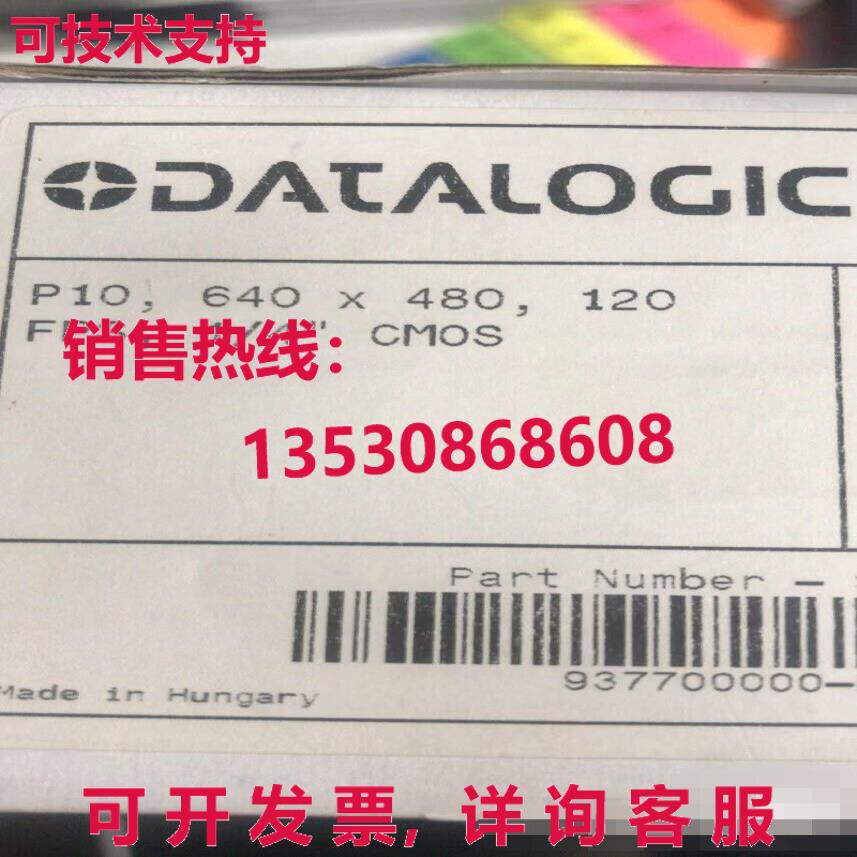 可技术支持
DATALOGIC
P10, 640 x 480, 120
CMOS
销售热线：
13530868608
Part Number -
937700000-
Made in Hungary
可开发票, 详询客服